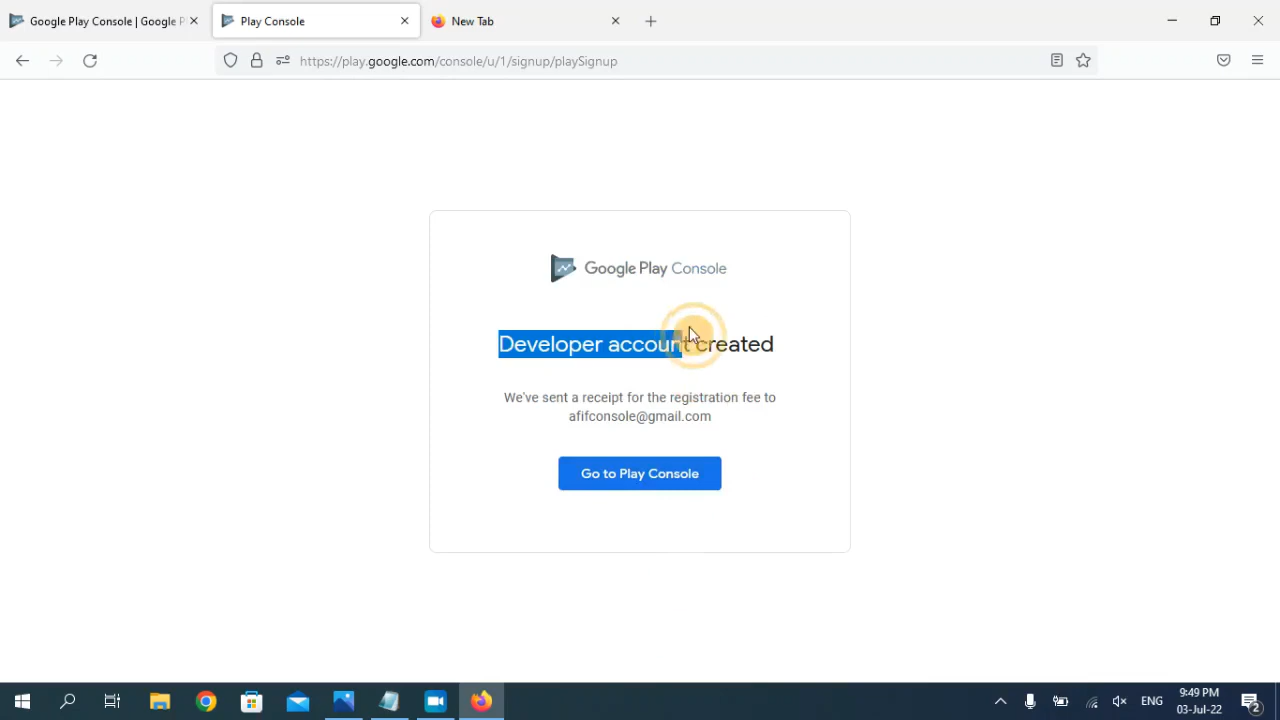 Google Play Console | Google P
Play Console
New Tab
https://play.google.com/console/u/1/signup/playSignup
Google Play Console
Developer account created
We've sent a receipt for the registration fee to
afifconsole@gmail.com
Go to Play Console
ENG
9:49 PM
03-Jul-22
2